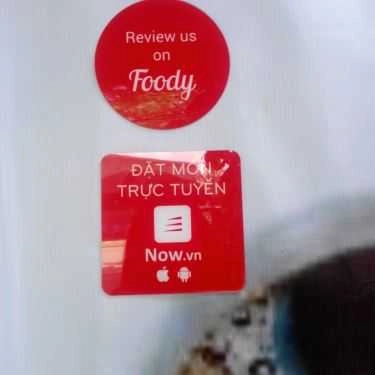 Review us
on
Foody
ĐẶT MÓN
TRỰC TUYẾN
Now.vn